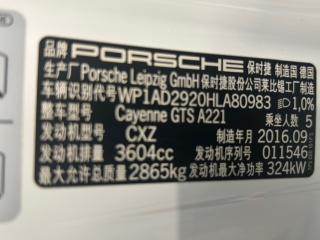 品牌 PORSCHE 保时捷 制造国 德国
生产厂 Porsche Leipzig GmbH 保时捷股份公司莱比锡工厂制造
车辆识别代号 WP1AD2920HLA80983 1,0%
车型 Cayenne GTS A221 乘坐人数 5
发动机型号 CXZ 制造年月 2016.09
发动机排量 3604cc 发动机序列号 011546
最大允许总质量 2865kg 发动机最大净功率 324kW